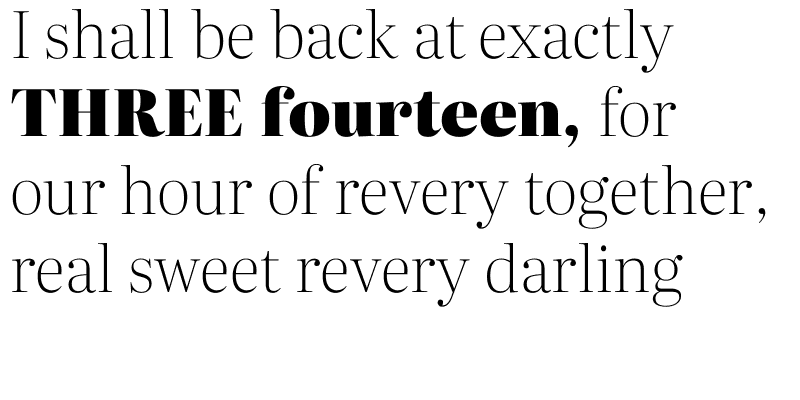 I shall be back at exactly
THREE fourteen, for
our hour of revery together,
real sweet revery darling